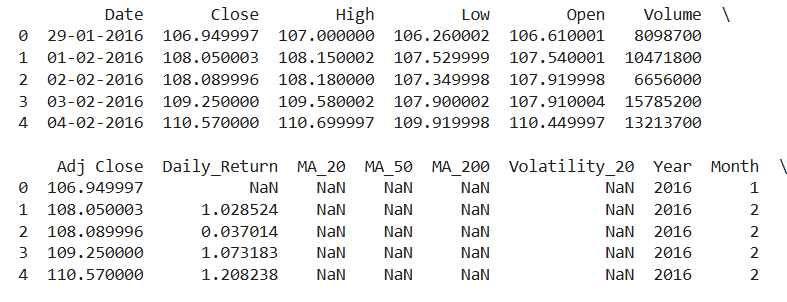 Date Close High Low Open Volume \
0 29-01-2016 106.949997 107.000000 106.260002 106.610001 8098700
1 01-02-2016 108.050003 108.150002 107.529999 107.540001 10471800
2 02-02-2016 108.089996 108.180000 107.349998 107.919998 6656000
3 03-02-2016 109.250000 109.580002 107.900002 107.910004 15785200
4 04-02-2016 110.570000 110.699997 109.919998 110.449997 13213700
Adj Close Daily_Return MA_20 MA_50 MA_200 Volatility_20 Year Month \
0 106.949997 NaN NaN NaN NaN NaN 2016 1
1 108.050003 1.028524 NaN NaN NaN NaN 2016 2
2 108.089996 0.037014 NaN NaN NaN NaN 2016 2
3 109.250000 1.073183 NaN NaN NaN NaN 2016 2
4 110.570000 1.208238 NaN NaN NaN NaN 2016 2